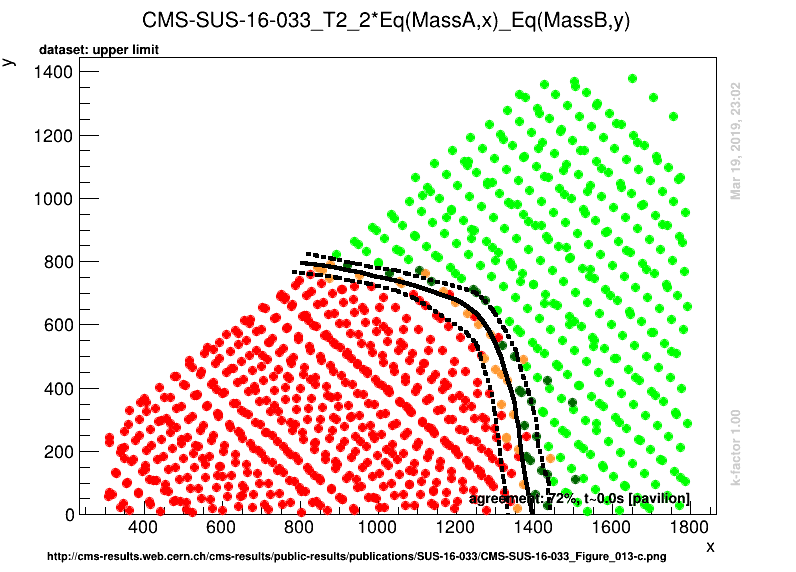 CMS-SUS-16-033_T2_2*Eq(MassA,x)_Eq(MassB,y)
dataset: upper limit
y
1400
1200
1000
800
600
400
200
0
Mar 19, 2019, 23:02
k-factor 1.00
agreement: 72%, t~0.0s [pavilion]
400 600 800 1000 1200 1400 1600 1800
x
http://cms-results.web.cern.ch/cms-results/public-results/publications/SUS-16-033/CMS-SUS-16-033_Figure_013-c.png